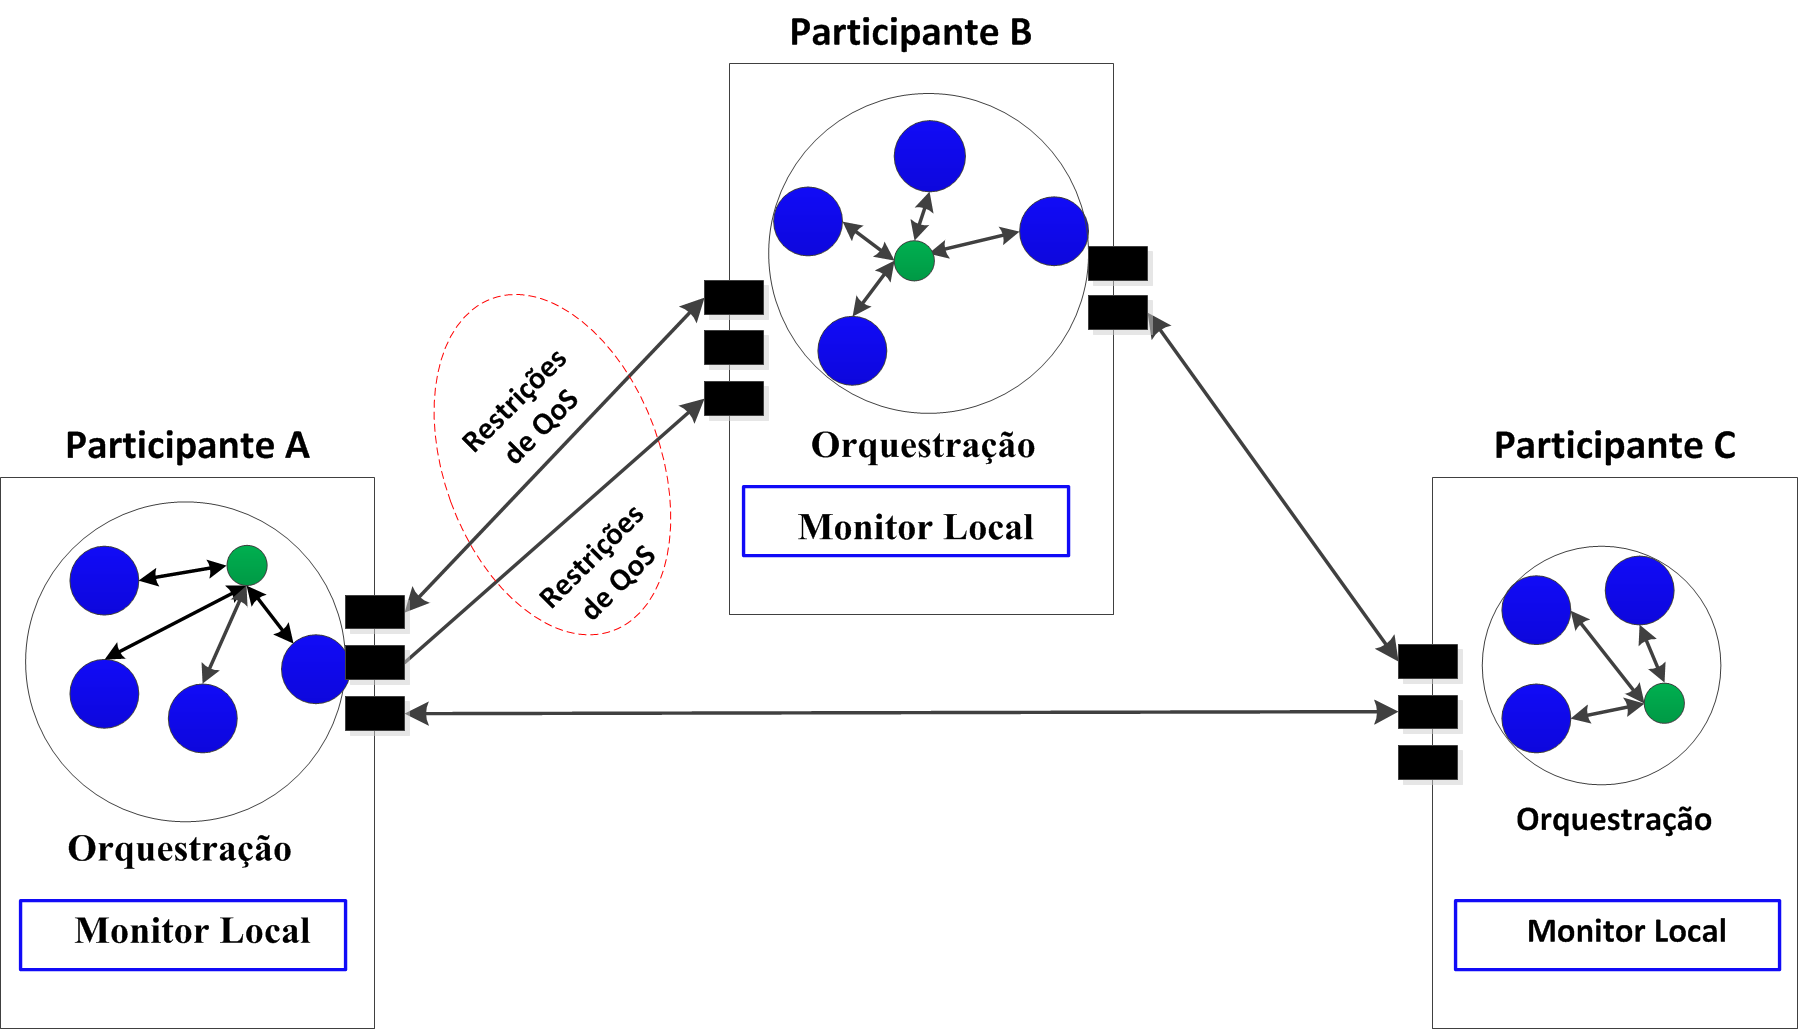 Participante B
Restrições
de QoS
Orquestração
Participante A
Participante C
Restrições
de QoS
Monitor Local
Orquestração
Orquestração
Monitor Local
Monitor Local